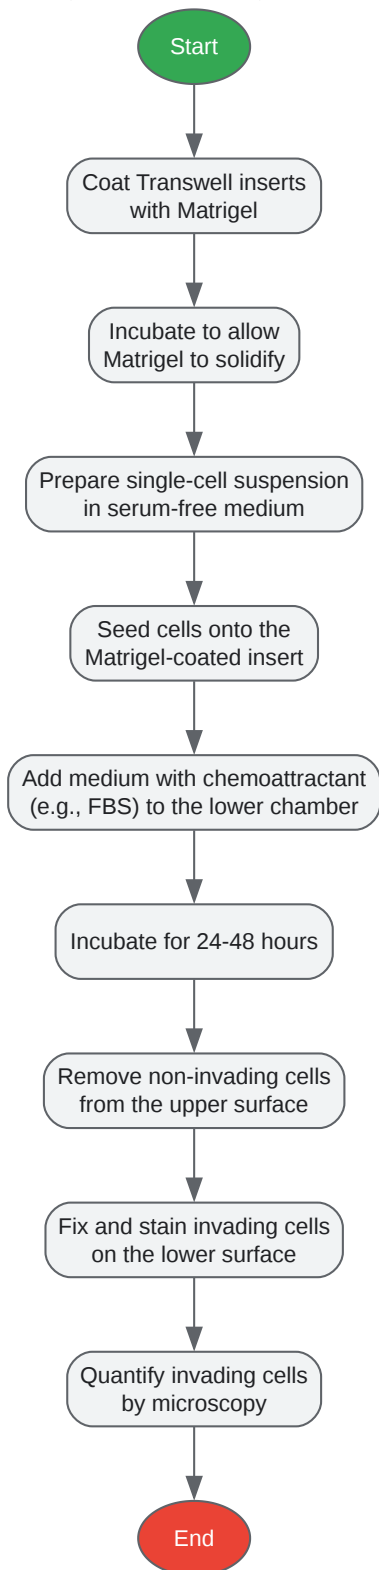 Start
Coat Transwell inserts
with Matrigel
Incubate to allow
Matrigel to solidify
Prepare single-cell suspension
in serum-free medium
Seed cells onto the
Matrigel-coated insert
Add medium with chemoattractant
(e.g., FBS) to the lower chamber
Incubate for 24-48 hours
Remove non-invading cells
from the upper surface
Fix and stain invading cells
on the lower surface
Quantify invading cells
by microscopy
End